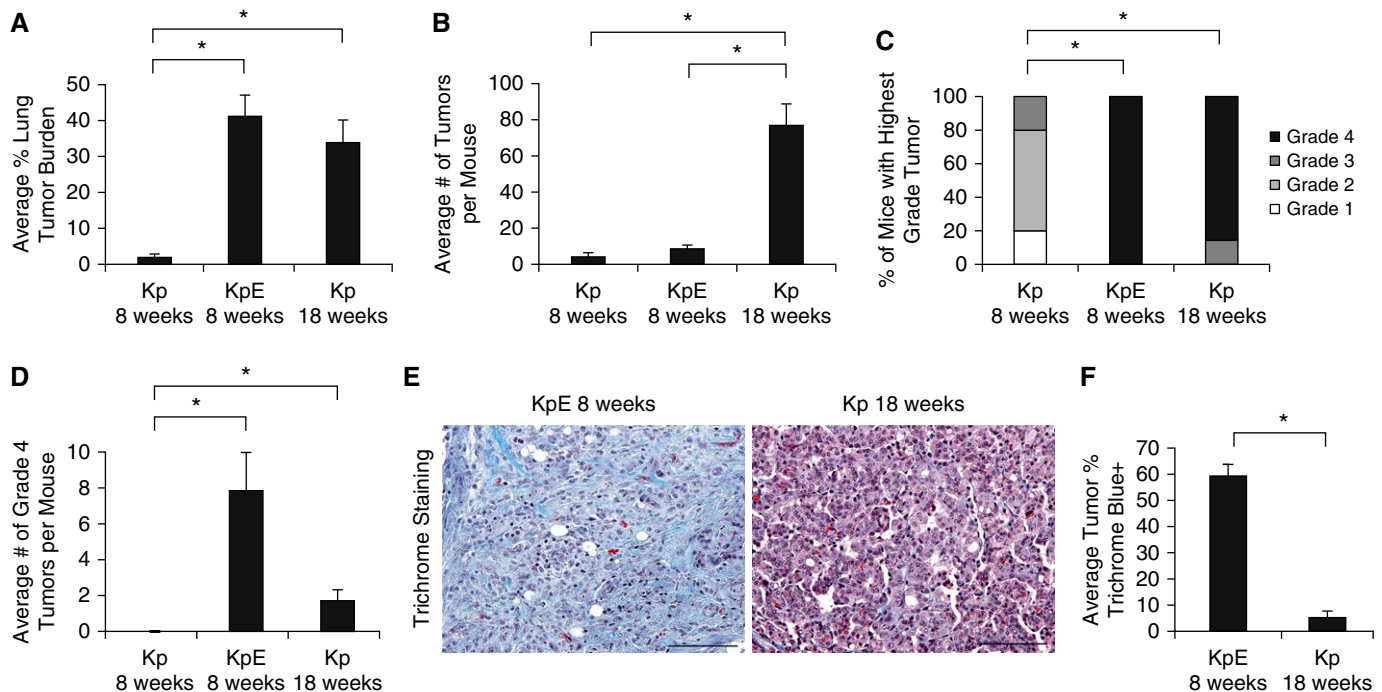 A
Average % Lung
Tumor Burden
50
40
30
20
10
0
*
*
Kp
8 weeks
KpE
8 weeks
Kp
18 weeks
B
Average # of Tumors
per Mouse
100
80
60
40
20
0
*
*
Kp
8 weeks
KpE
8 weeks
Kp
18 weeks
C
% of Mice with Highest
Grade Tumor
100
80
60
40
20
0
*
*
Kp
8 weeks
KpE
8 weeks
Kp
18 weeks
Grade 4
Grade 3
Grade 2
Grade 1
D
Average # of Grade 4
Tumors per Mouse
10
8
6
4
2
0
*
*
Kp
8 weeks
KpE
8 weeks
Kp
18 weeks
E
KpE 8 weeks
Kp 18 weeks
Trichrome Staining
F
Average Tumor %
Trichrome Blue+
70
60
50
40
30
20
10
0
*
KpE
8 weeks
Kp
18 weeks